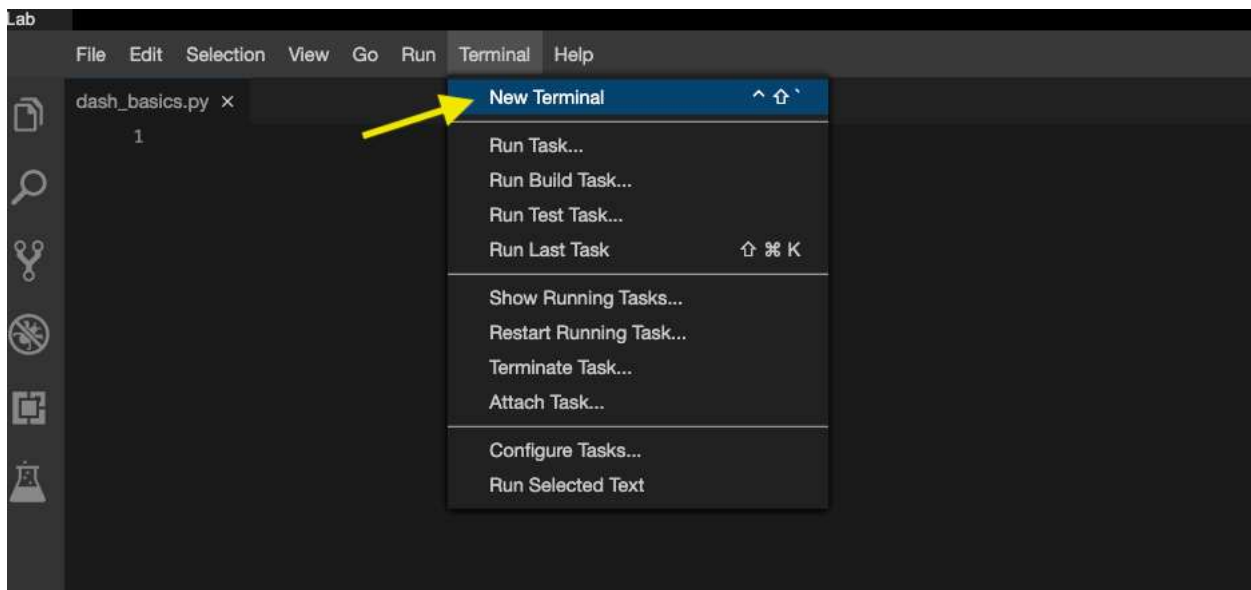 Lab
File Edit Selection View Go Run Terminal Help
dash_basics.py ×
1
New Terminal ^ ⇧ `
Run Task...
Run Build Task...
Run Test Task...
Run Last Task ⇧ ⌘ K
Show Running Tasks...
Restart Running Task...
Terminate Task...
Attach Task...
Configure Tasks...
Run Selected Text